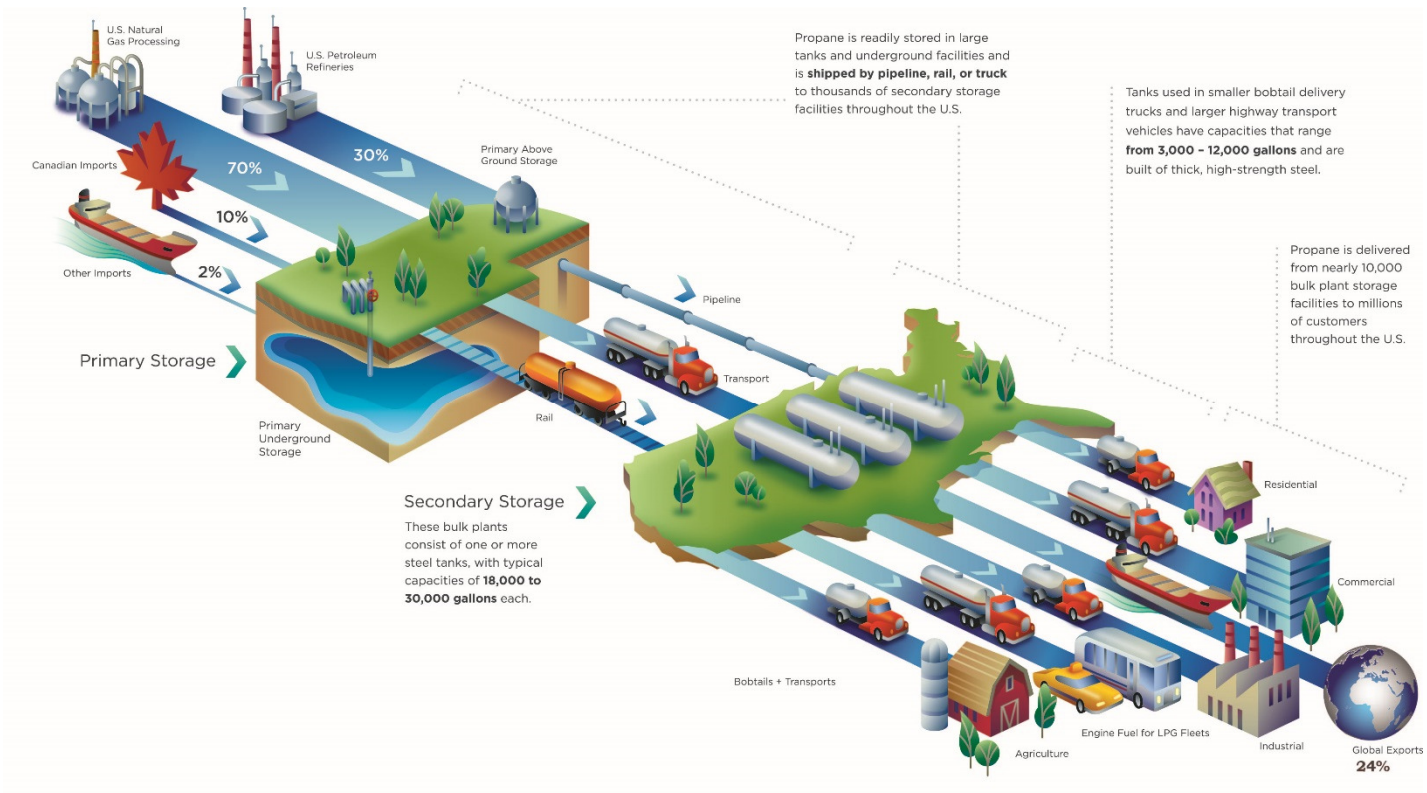 U.S. Natural
Gas Processing
U.S. Petroleum
Refineries
Propane is readily stored in large
tanks and underground facilities and
is shipped by pipeline, rail, or truck
to thousands of secondary storage
facilities throughout the U.S.
Tanks used in smaller bobtail delivery
trucks and larger highway transport
vehicles have capacities that range
from 3,000 – 12,000 gallons and are
built of thick, high-strength steel.
Canadian Imports
70%
30%
Primary Above
Ground Storage
10%
Other Imports
2%
Propane is delivered
from nearly 10,000
bulk plant storage
facilities to millions
of customers
throughout the U.S.
Pipeline
Primary Storage
Transport
Rail
Primary
Underground
Storage
Secondary Storage
These bulk plants
consist of one or more
steel tanks, with typical
capacities of 18,000 to
30,000 gallons each.
Residential
Commercial
Bobtails + Transports
Agriculture
Engine Fuel for LPG Fleets
Industrial
Global Exports
24%